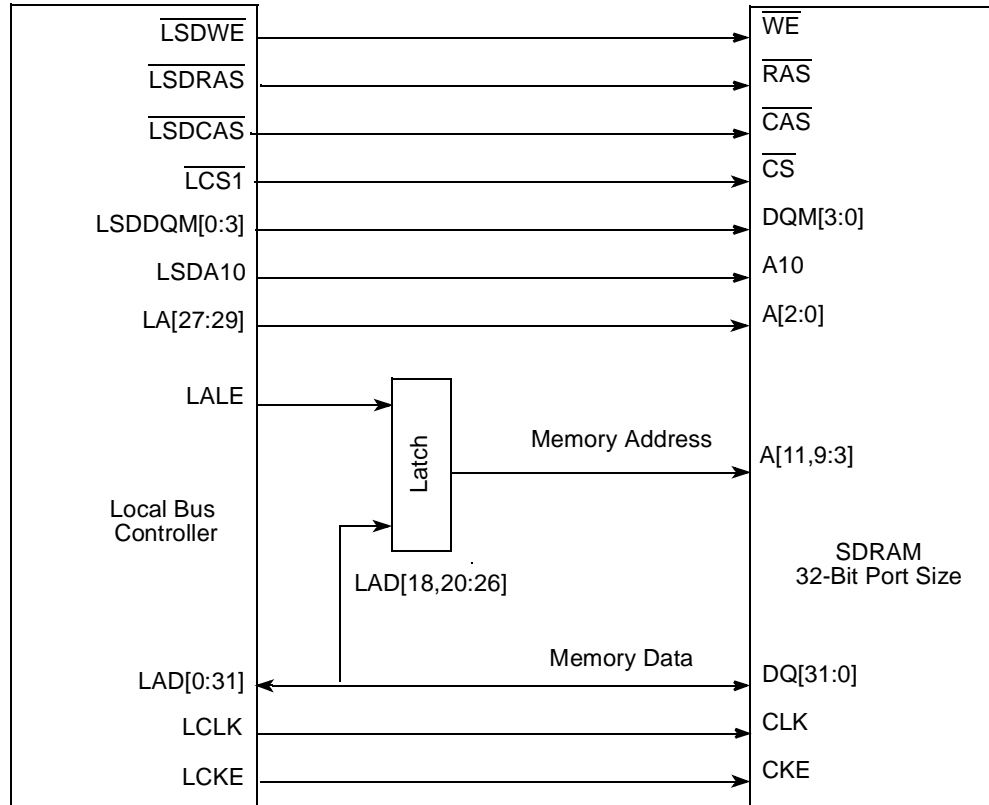 LSDWE
WE
LSDRAS
RAS
LSDCAS
CAS
LCS1
CS
LSDDQM[0:3]
DQM[3:0]
LSDA10
A10
LA[27:29]
A[2:0]
LALE
Latch
Memory Address
A[11,9:3]
Local Bus
Controller
SDRAM
32-Bit Port Size
LAD[18,20:26]
Memory Data
LAD[0:31]
DQ[31:0]
LCLK
CLK
LCKE
CKE